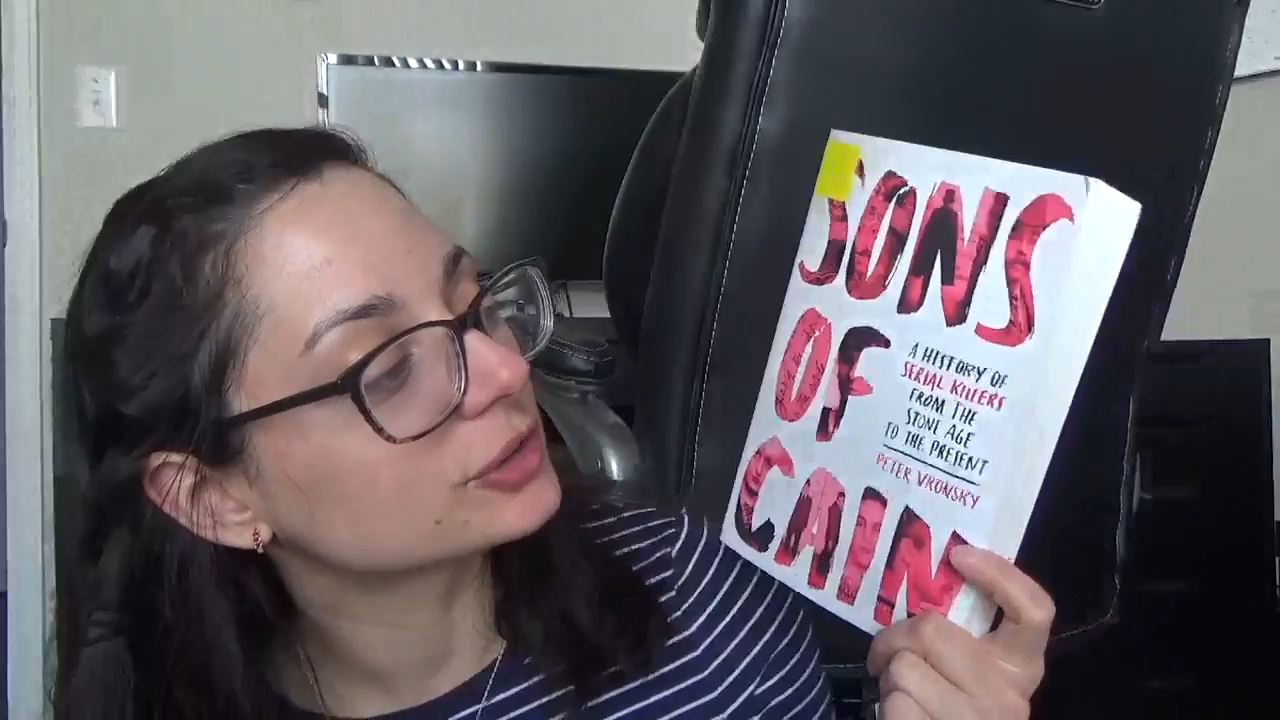 SONS
OF
A HISTORY OF
SERIAL KILLERS
FROM THE
STONE AGE
TO THE PRESENT
PETER VRONSKY
CAIN